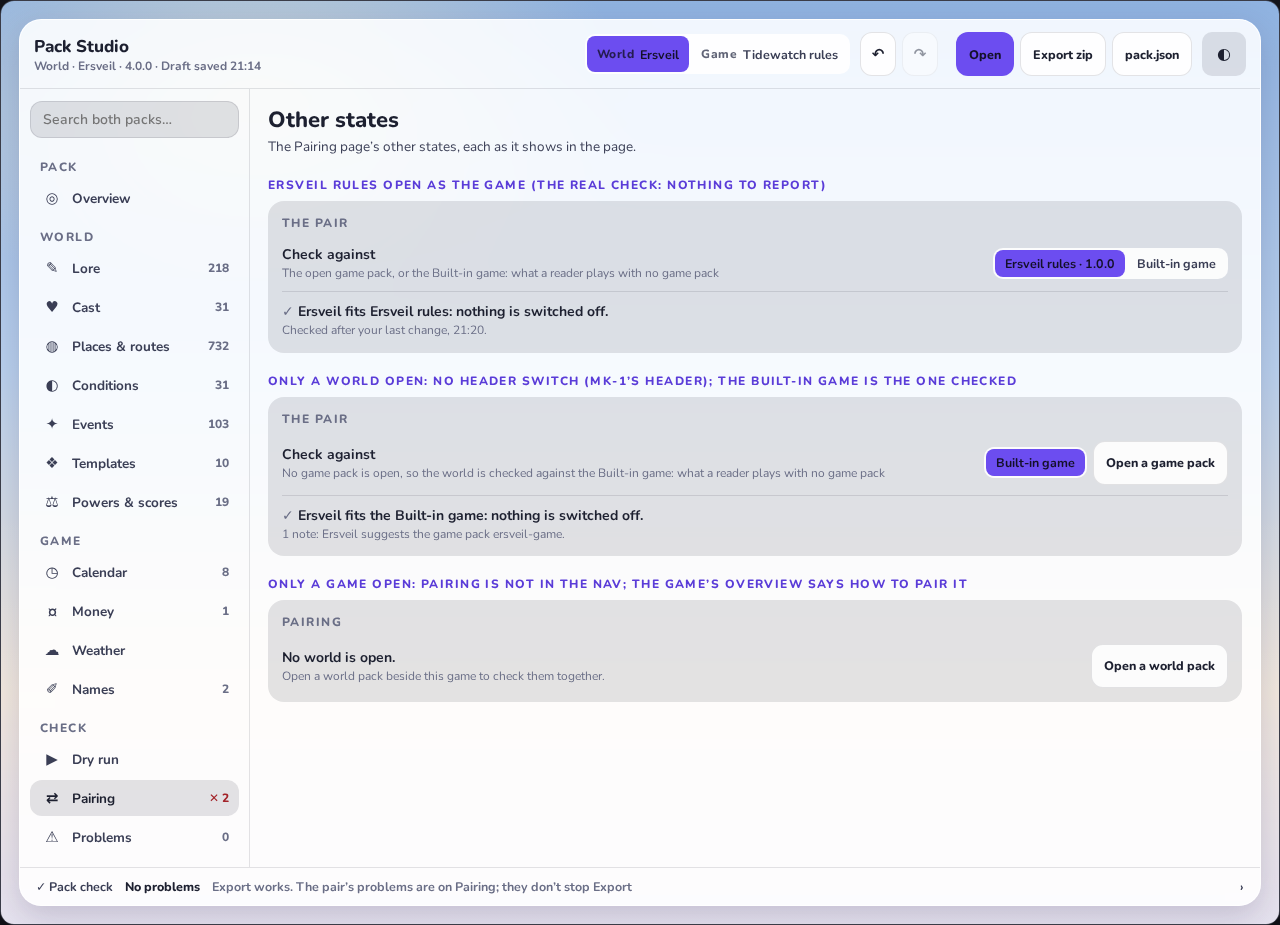 Pack Studio
World · Ersveil · 4.0.0 · Draft saved 21:14
World Ersveil
Game Tidewatch rules
↶
↷
Open
Export zip
pack.json
◐
Search both packs…
PACK
◎ Overview
WORLD
✎ Lore 218
♥ Cast 31
◍ Places & routes 732
◐ Conditions 31
✦ Events 103
❖ Templates 10
⚖ Powers & scores 19
GAME
◷ Calendar 8
¤ Money 1
☁ Weather
✐ Names 2
CHECK
▶ Dry run
⇄ Pairing ✕ 2
⚠ Problems 0
Other states
The Pairing page’s other states, each as it shows in the page.
ERSVEIL RULES OPEN AS THE GAME (THE REAL CHECK: NOTHING TO REPORT)
THE PAIR
Check against
The open game pack, or the Built-in game: what a reader plays with no game pack
Ersveil rules · 1.0.0
Built-in game
✓ Ersveil fits Ersveil rules: nothing is switched off.
Checked after your last change, 21:20.
ONLY A WORLD OPEN: NO HEADER SWITCH (MK-1’S HEADER); THE BUILT-IN GAME IS THE ONE CHECKED
THE PAIR
Check against
No game pack is open, so the world is checked against the Built-in game: what a reader plays with no game pack
Built-in game
Open a game pack
✓ Ersveil fits the Built-in game: nothing is switched off.
1 note: Ersveil suggests the game pack ersveil-game.
ONLY A GAME OPEN: PAIRING IS NOT IN THE NAV; THE GAME’S OVERVIEW SAYS HOW TO PAIR IT
PAIRING
No world is open.
Open a world pack beside this game to check them together.
Open a world pack
✓ Pack check No problems Export works. The pair’s problems are on Pairing; they don’t stop Export ›